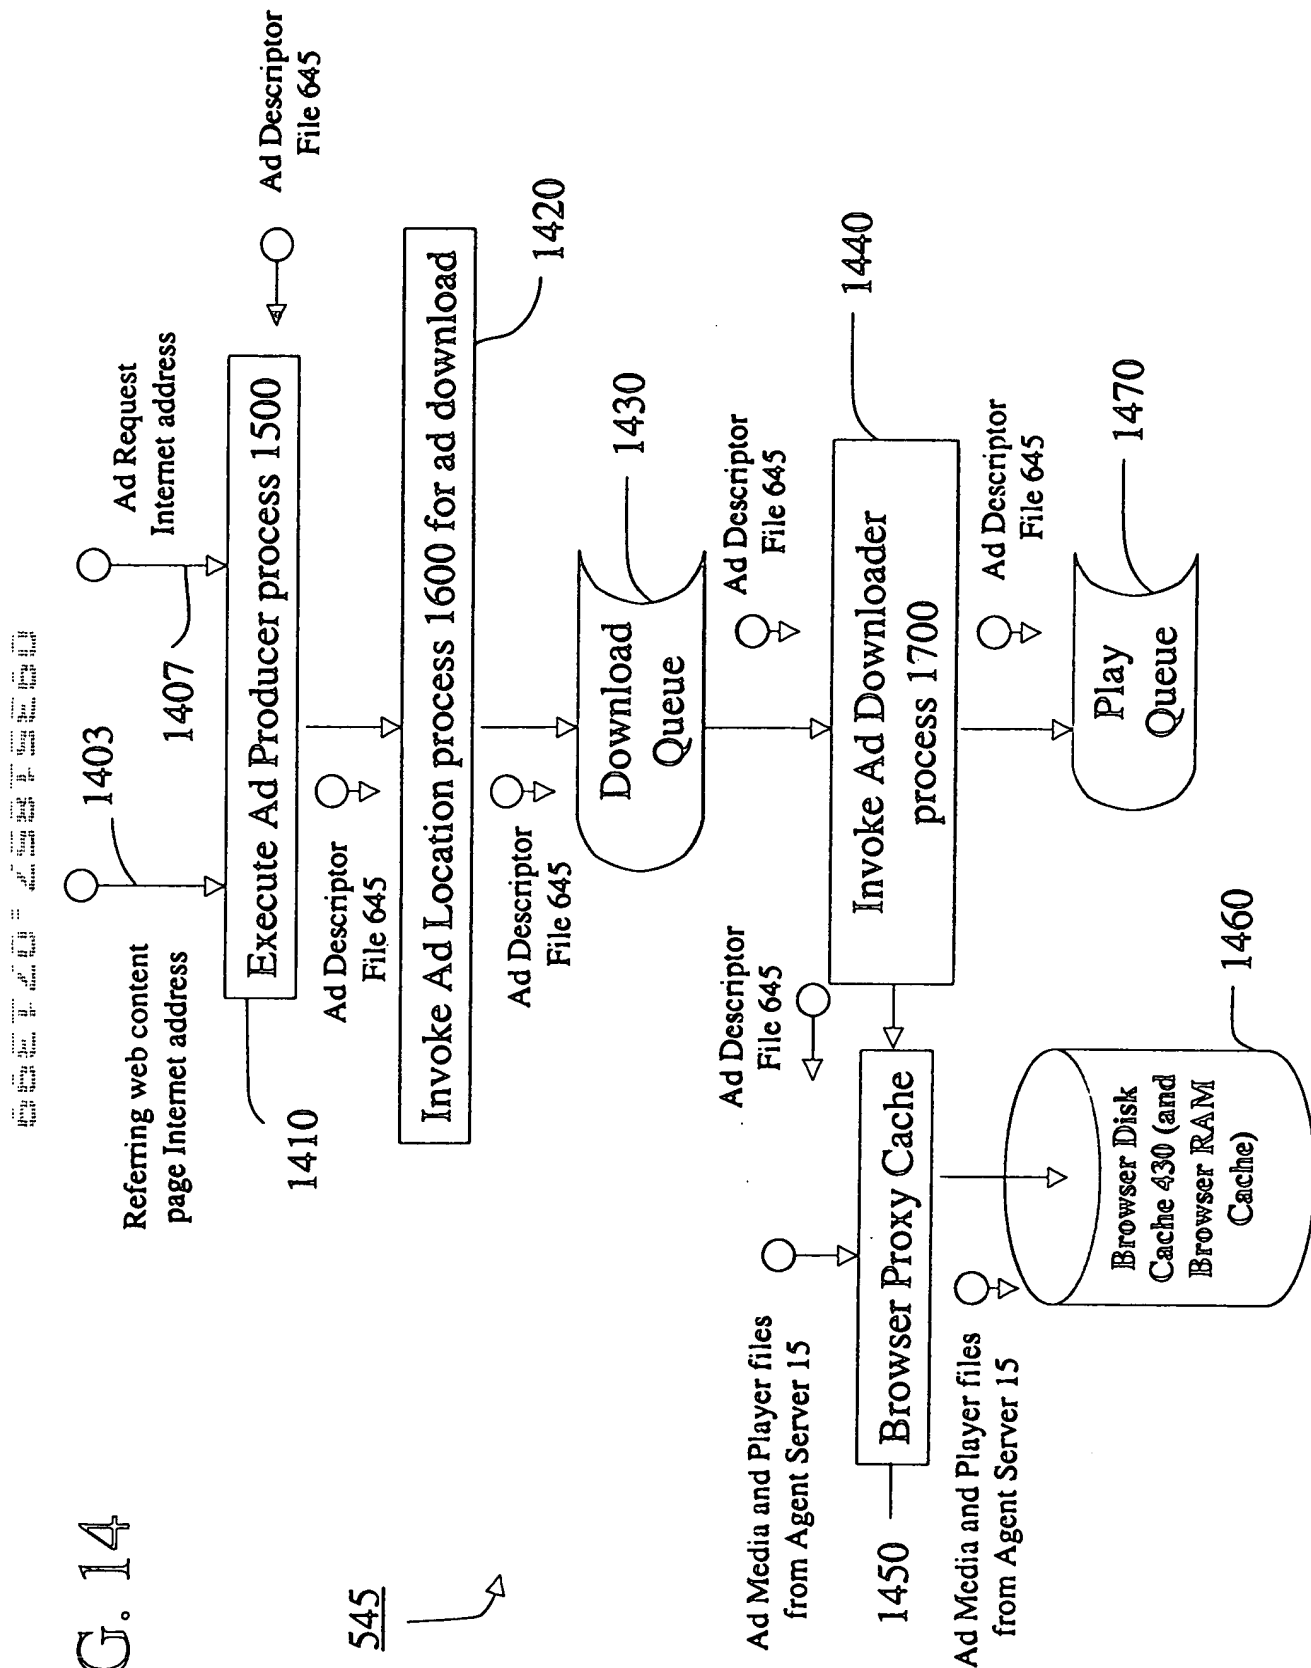 G. 14
545
Referring web content
page Internet address
1403
Ad Request
Internet address
1407
Execute Ad Producer process 1500
1410
Ad Descriptor
File 645
Ad Descriptor
File 645
Invoke Ad Location process 1600 for ad download
1420
Ad Descriptor
File 645
Download
Queue
1430
Ad Descriptor
File 645
Invoke Ad Downloader
process 1700
1440
Ad Descriptor
File 645
Ad Descriptor
File 645
Play
Queue
1470
Ad Media and Player files
from Agent Server 15
Browser Proxy Cache
1450
Ad Media and Player files
from Agent Server 15
Browser Disk
Cache 430 (and
Browser RAM
Cache)
1460